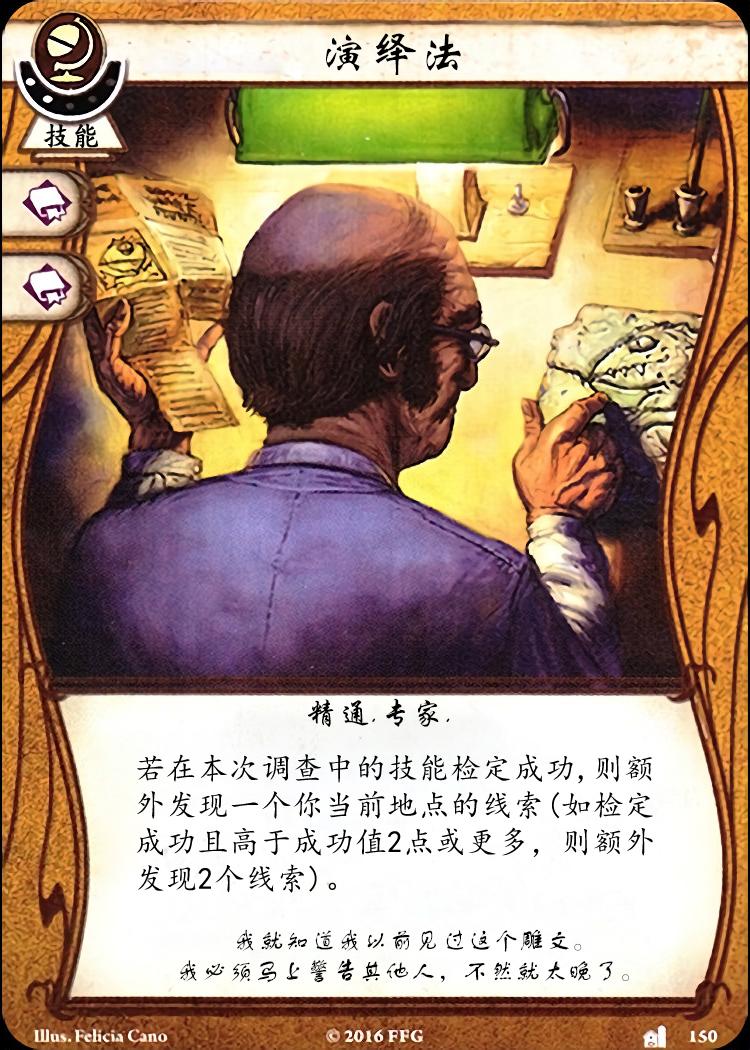 演绎法
技能
精通.专家.
若在本次调查中的技能检定成功,则额
外发现一个你当前地点的线索(如检定
成功且高于成功值2点或更多，则额外
发现2个线索)。
我就知道我以前见过这个雕文。
我必须马上警告其他人，不然就太晚了。
Illus. Felicia Cano
© 2016 FFG
150